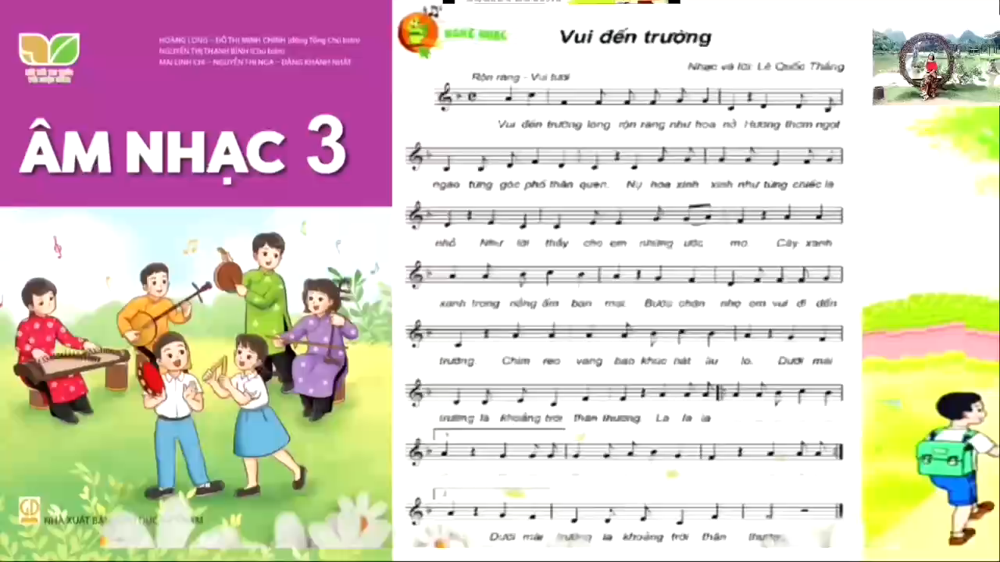 HOÀNG LONG – ĐỖ THỊ MINH CHÍNH (đồng Tổng Chủ biên)
NGUYỄN THỊ THANH BÌNH (Chủ biên)
MAI LINH CHI – NGUYỄN THỊ NGA – ĐẶNG KHÁNH NHẬT
ÂM NHẠC 3
NGHE NHẠC
Vui đến trường
Nhạc và lời: Lê Quốc Thắng
Rộn ràng - Vui tươi
Vui đến trường lòng rộn ràng như hoa nở Hương thơm ngọt
ngào từng góc phố thân quen. Nụ hoa xinh xinh như từng chiếc lá
nhỏ Như lời thầy cho em những ước mơ. Cây xanh
xanh trong nắng ấm ban mai. Bước chân nhỏ em vui đi đến
trường. Chim reo vang bao khúc hát âu lo. Dưới mái
trường là khoảng trời thân thương. La la la
1.
2.
Dưới mái trường là khoảng trời thân thương.